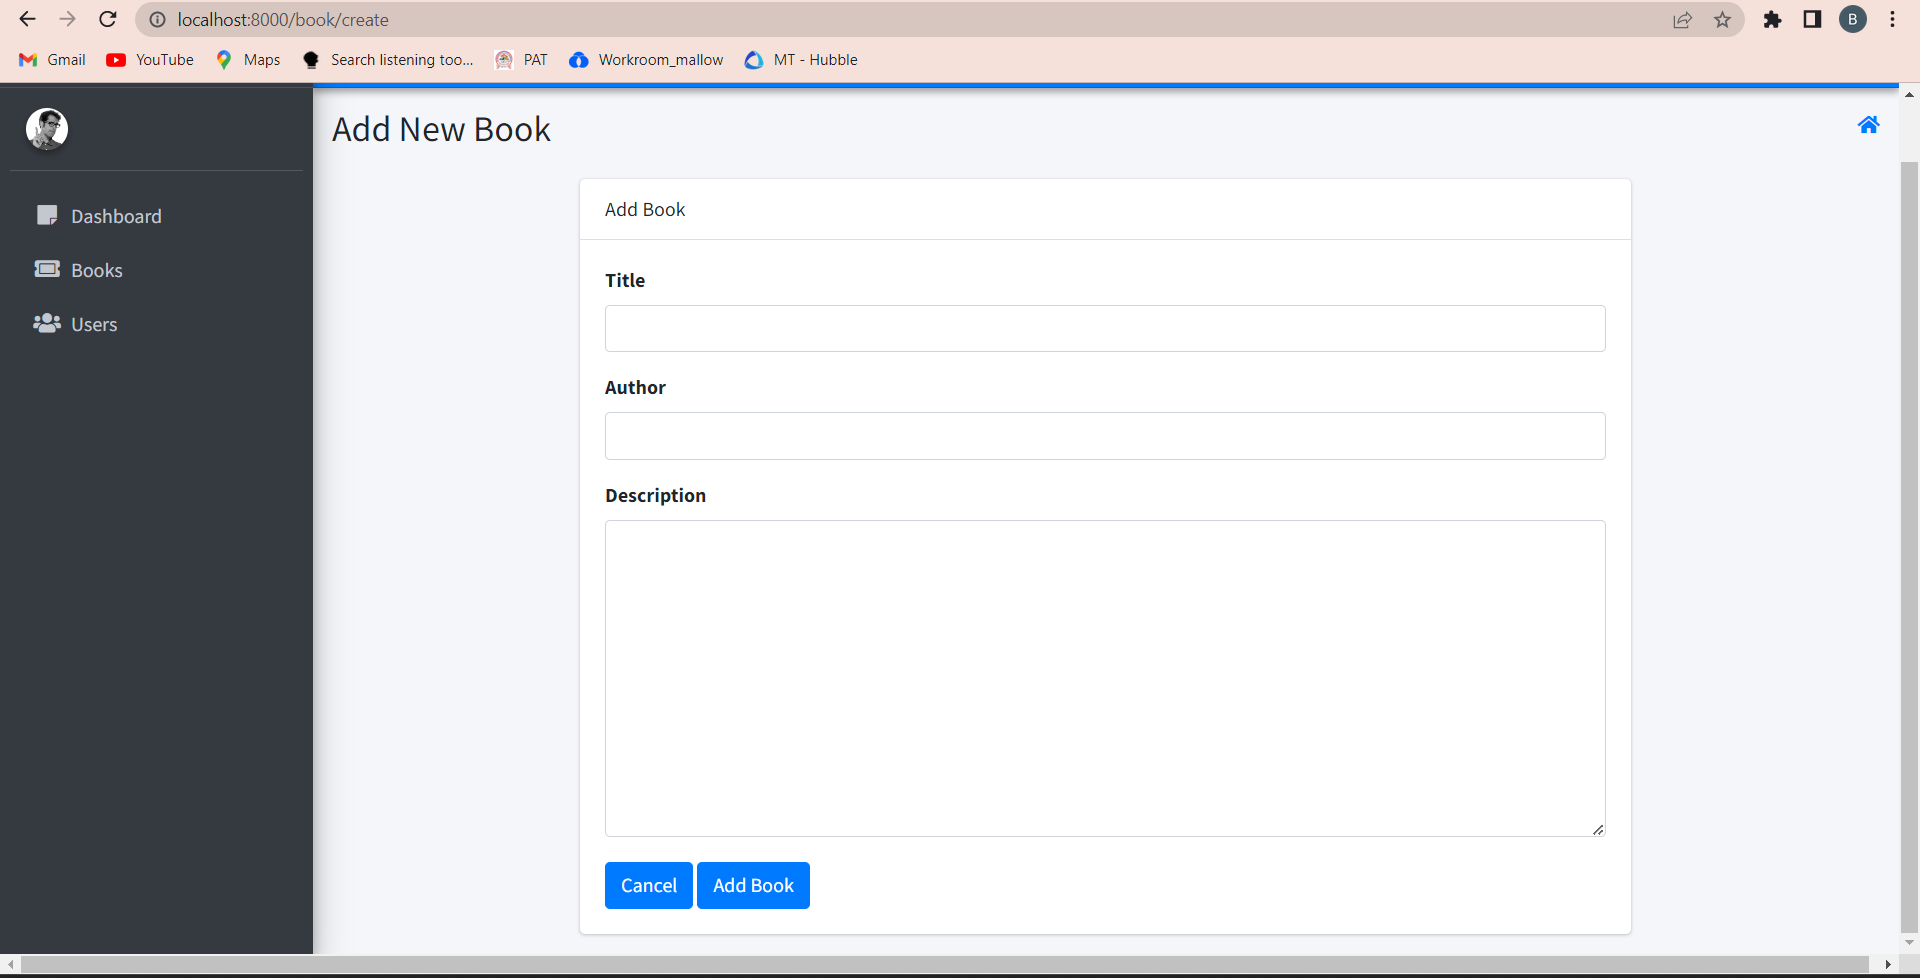 localhost:8000/book/create
B
Gmail YouTube Maps Search listening too... PAT Workroom_mallow MT - Hubble
Add New Book
Dashboard
Books
Users
Add Book
Title
Author
Description
Cancel Add Book